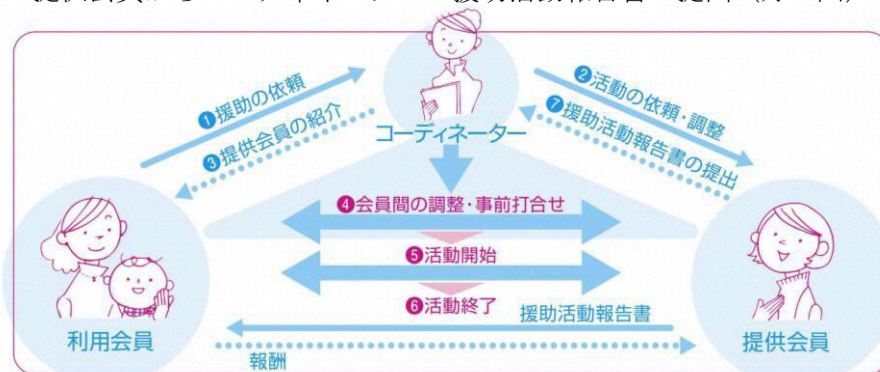 ❶援助の依頼
❷活動の依頼・調整
❸提供会員の紹介
❼援助活動報告書の提出
コーディネーター
❹会員間の調整・事前打合せ
❺活動開始
❻活動終了
援助活動報告書
利用会員
報酬
提供会員